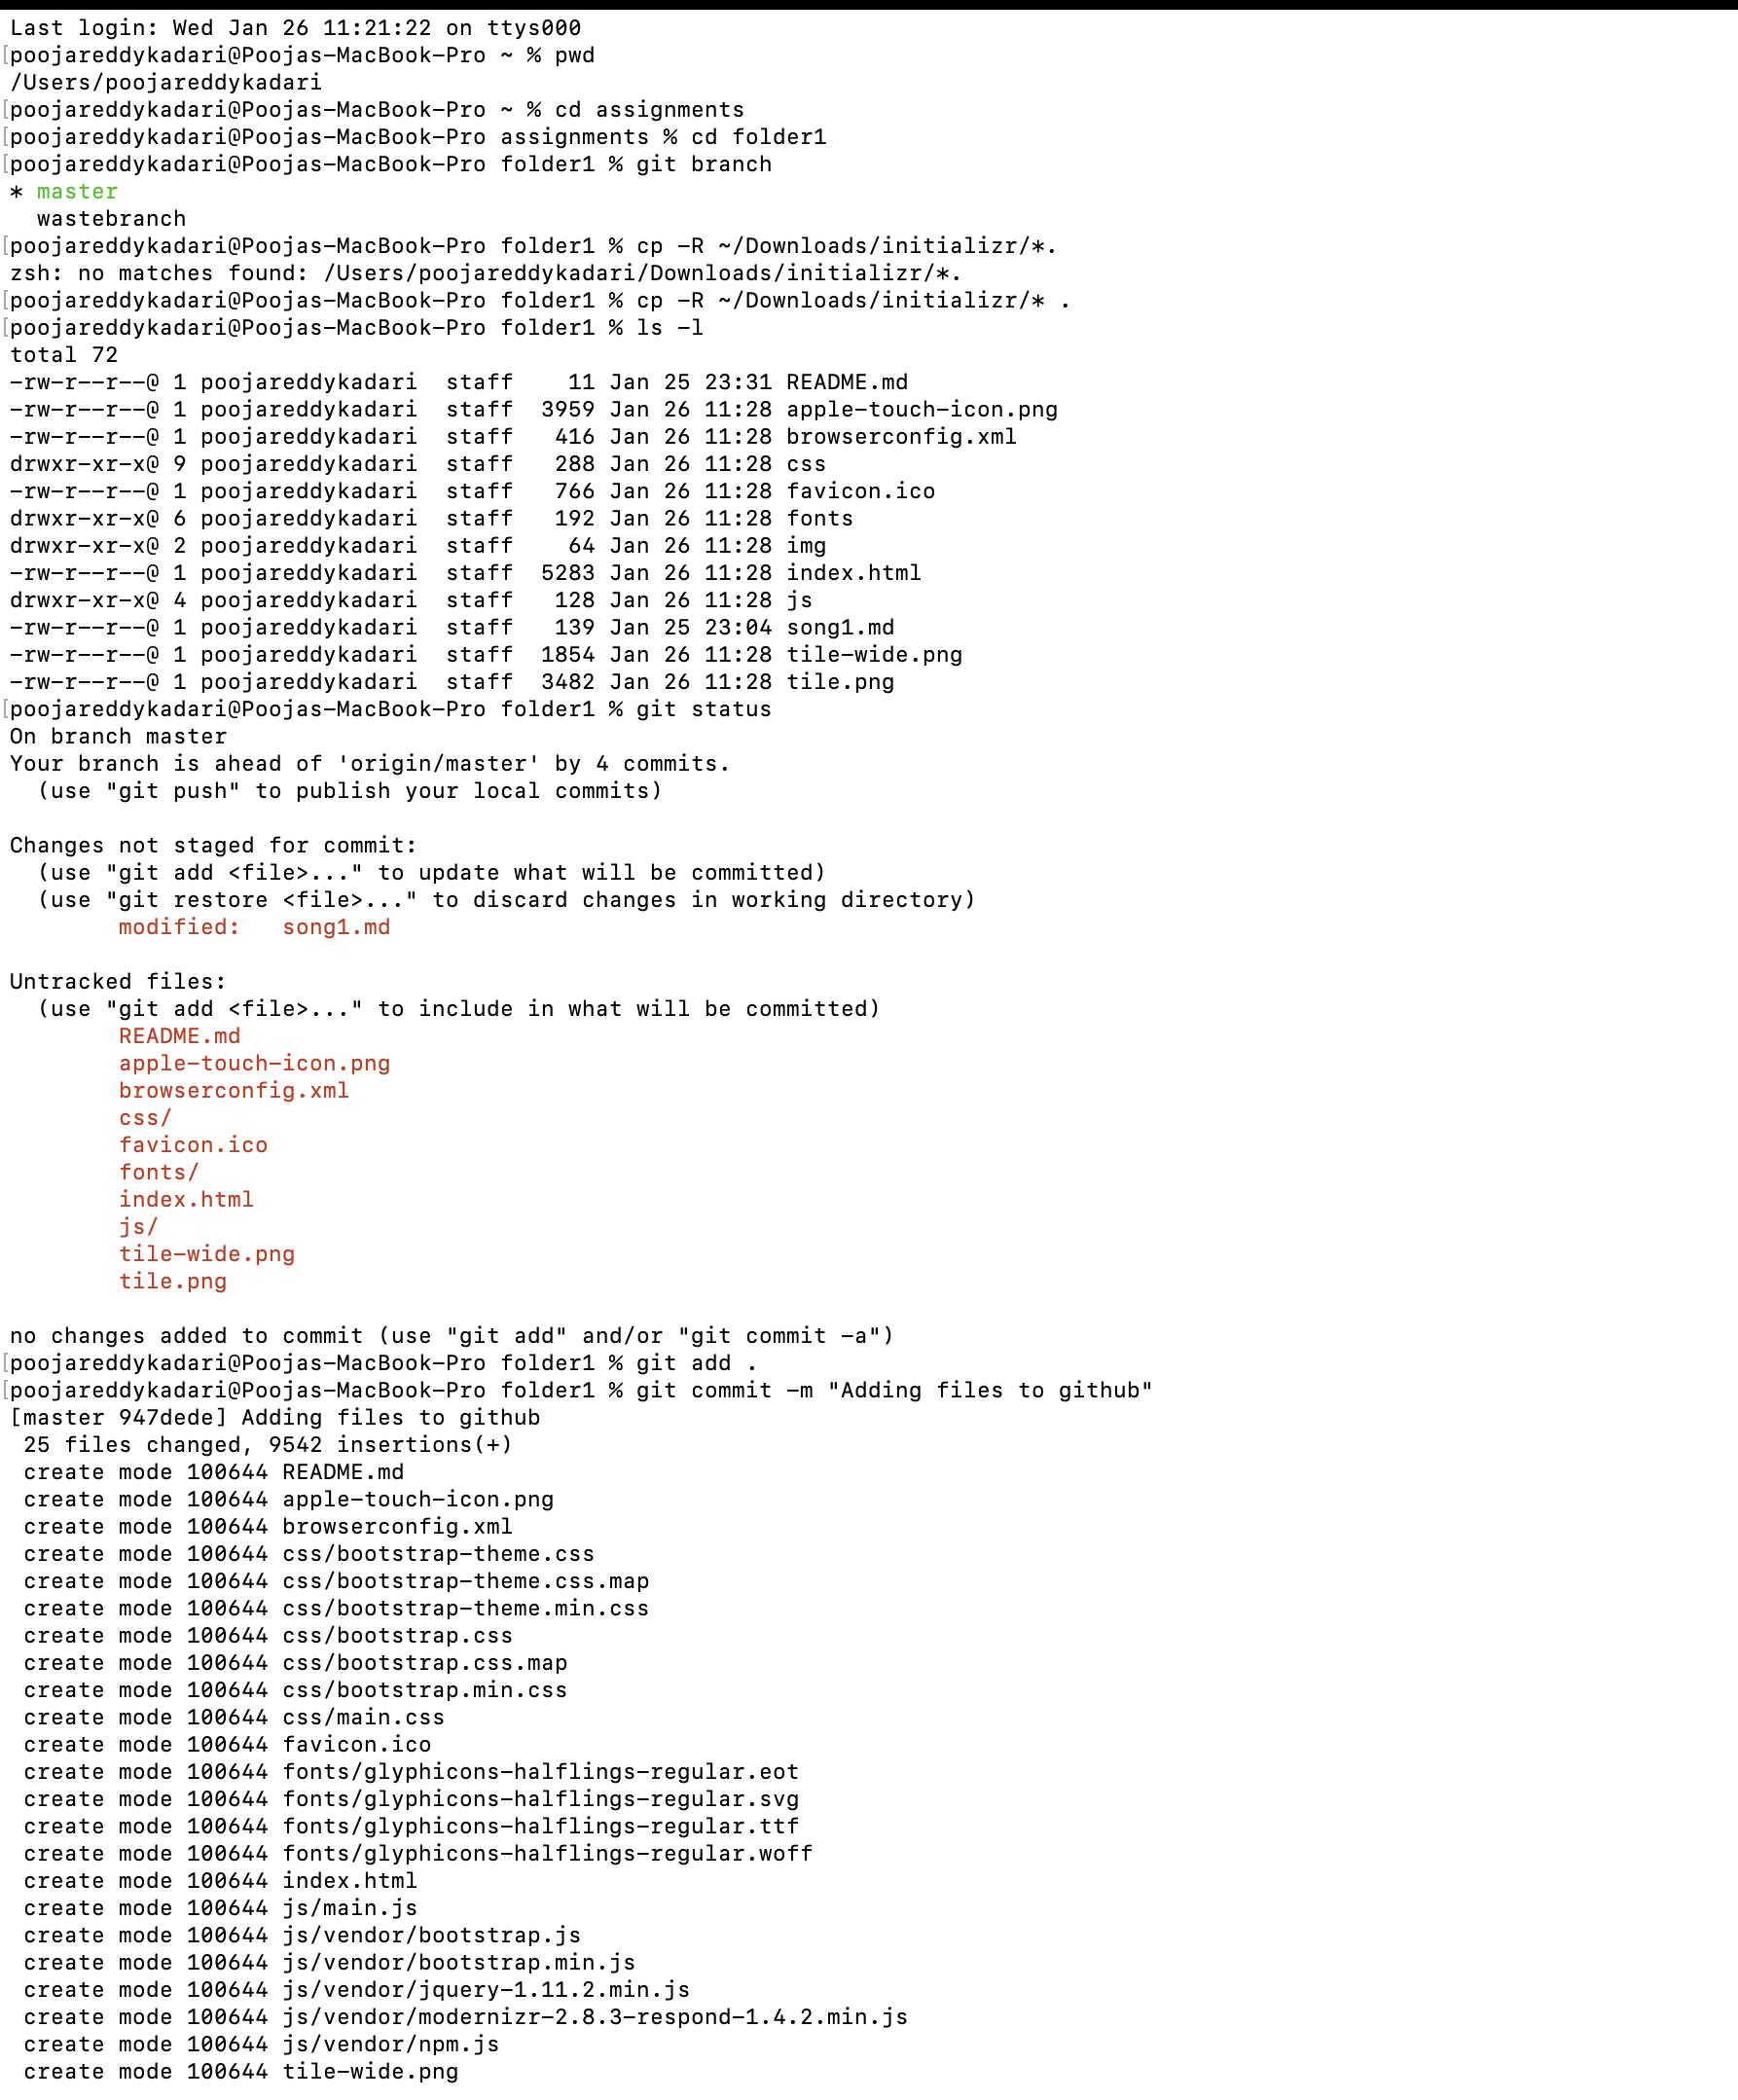 Last login: Wed Jan 26 11:21:22 on ttys000
[poojareddykadari@Poojas-MacBook-Pro ~ % pwd
/Users/poojareddykadari
[poojareddykadari@Poojas-MacBook-Pro ~ % cd assignments
[poojareddykadari@Poojas-MacBook-Pro assignments % cd folder1
[poojareddykadari@Poojas-MacBook-Pro folder1 % git branch
* master
  wastebranch
[poojareddykadari@Poojas-MacBook-Pro folder1 % cp -R ~/Downloads/initializr/*.
zsh: no matches found: /Users/poojareddykadari/Downloads/initializr/*.
[poojareddykadari@Poojas-MacBook-Pro folder1 % cp -R ~/Downloads/initializr/* .
[poojareddykadari@Poojas-MacBook-Pro folder1 % ls -l
total 72
-rw-r--r--@ 1 poojareddykadari  staff    11 Jan 25 23:31 README.md
-rw-r--r--@ 1 poojareddykadari  staff  3959 Jan 26 11:28 apple-touch-icon.png
-rw-r--r--@ 1 poojareddykadari  staff   416 Jan 26 11:28 browserconfig.xml
drwxr-xr-x@ 9 poojareddykadari  staff   288 Jan 26 11:28 css
-rw-r--r--@ 1 poojareddykadari  staff   766 Jan 26 11:28 favicon.ico
drwxr-xr-x@ 6 poojareddykadari  staff   192 Jan 26 11:28 fonts
drwxr-xr-x@ 2 poojareddykadari  staff    64 Jan 26 11:28 img
-rw-r--r--@ 1 poojareddykadari  staff  5283 Jan 26 11:28 index.html
drwxr-xr-x@ 4 poojareddykadari  staff   128 Jan 26 11:28 js
-rw-r--r--@ 1 poojareddykadari  staff   139 Jan 25 23:04 song1.md
-rw-r--r--@ 1 poojareddykadari  staff  1854 Jan 26 11:28 tile-wide.png
-rw-r--r--@ 1 poojareddykadari  staff  3482 Jan 26 11:28 tile.png
[poojareddykadari@Poojas-MacBook-Pro folder1 % git status
On branch master
Your branch is ahead of 'origin/master' by 4 commits.
  (use "git push" to publish your local commits)

Changes not staged for commit:
  (use "git add <file>..." to update what will be committed)
  (use "git restore <file>..." to discard changes in working directory)
        modified:   song1.md

Untracked files:
  (use "git add <file>..." to include in what will be committed)
        README.md
        apple-touch-icon.png
        browserconfig.xml
        css/
        favicon.ico
        fonts/
        index.html
        js/
        tile-wide.png
        tile.png

no changes added to commit (use "git add" and/or "git commit -a")
[poojareddykadari@Poojas-MacBook-Pro folder1 % git add .
[poojareddykadari@Poojas-MacBook-Pro folder1 % git commit -m "Adding files to github"
[master 947dede] Adding files to github
 25 files changed, 9542 insertions(+)
 create mode 100644 README.md
 create mode 100644 apple-touch-icon.png
 create mode 100644 browserconfig.xml
 create mode 100644 css/bootstrap-theme.css
 create mode 100644 css/bootstrap-theme.css.map
 create mode 100644 css/bootstrap-theme.min.css
 create mode 100644 css/bootstrap.css
 create mode 100644 css/bootstrap.css.map
 create mode 100644 css/bootstrap.min.css
 create mode 100644 css/main.css
 create mode 100644 favicon.ico
 create mode 100644 fonts/glyphicons-halflings-regular.eot
 create mode 100644 fonts/glyphicons-halflings-regular.svg
 create mode 100644 fonts/glyphicons-halflings-regular.ttf
 create mode 100644 fonts/glyphicons-halflings-regular.woff
 create mode 100644 index.html
 create mode 100644 js/main.js
 create mode 100644 js/vendor/bootstrap.js
 create mode 100644 js/vendor/bootstrap.min.js
 create mode 100644 js/vendor/jquery-1.11.2.min.js
 create mode 100644 js/vendor/modernizr-2.8.3-respond-1.4.2.min.js
 create mode 100644 js/vendor/npm.js
 create mode 100644 tile-wide.png